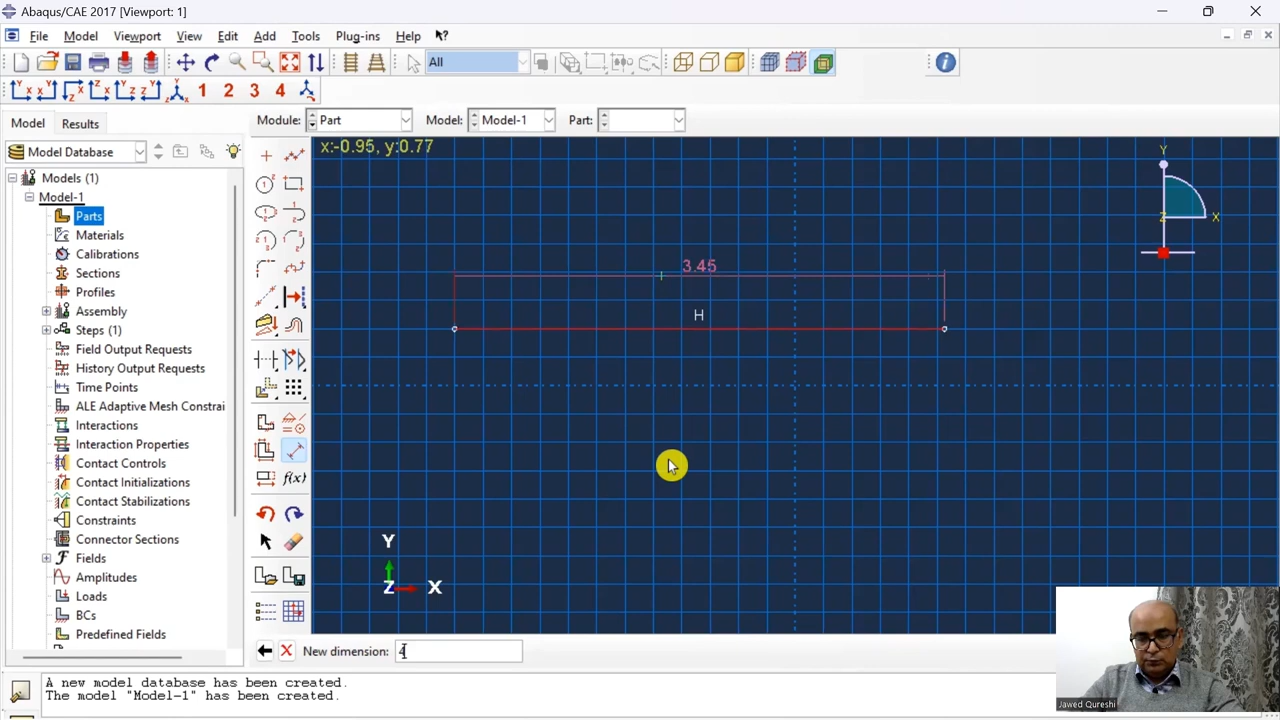 Abaqus/CAE 2017 [Viewport: 1]
File Model Viewport View Edit Add Tools Plug-ins Help
All
1 2 3 4
Model Results
Module: Part Model: Model-1 Part:
Model Database
Models (1)
Model-1
Parts
Materials
Calibrations
Sections
Profiles
Assembly
Steps (1)
Field Output Requests
History Output Requests
Time Points
ALE Adaptive Mesh Constrai
Interactions
Interaction Properties
Contact Controls
Contact Initializations
Contact Stabilizations
Constraints
Connector Sections
Fields
Amplitudes
Loads
BCs
Predefined Fields
f(x)
x:-0.95, y:0.77
3.45
H
Y
X
Z
Y
Z X
New dimension: 4
A new model database has been created.
The model "Model-1" has been created.
Jawed Qureshi